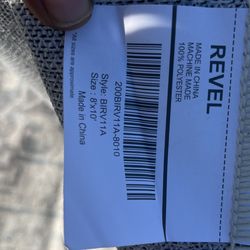 REVEL
MADE IN CHINA
MACHINE MADE
100% POLYESTER
200BIRV11A-8010
Style: BIRV11A
Size: 8'x10'
Made in China
*All sizes are approximate